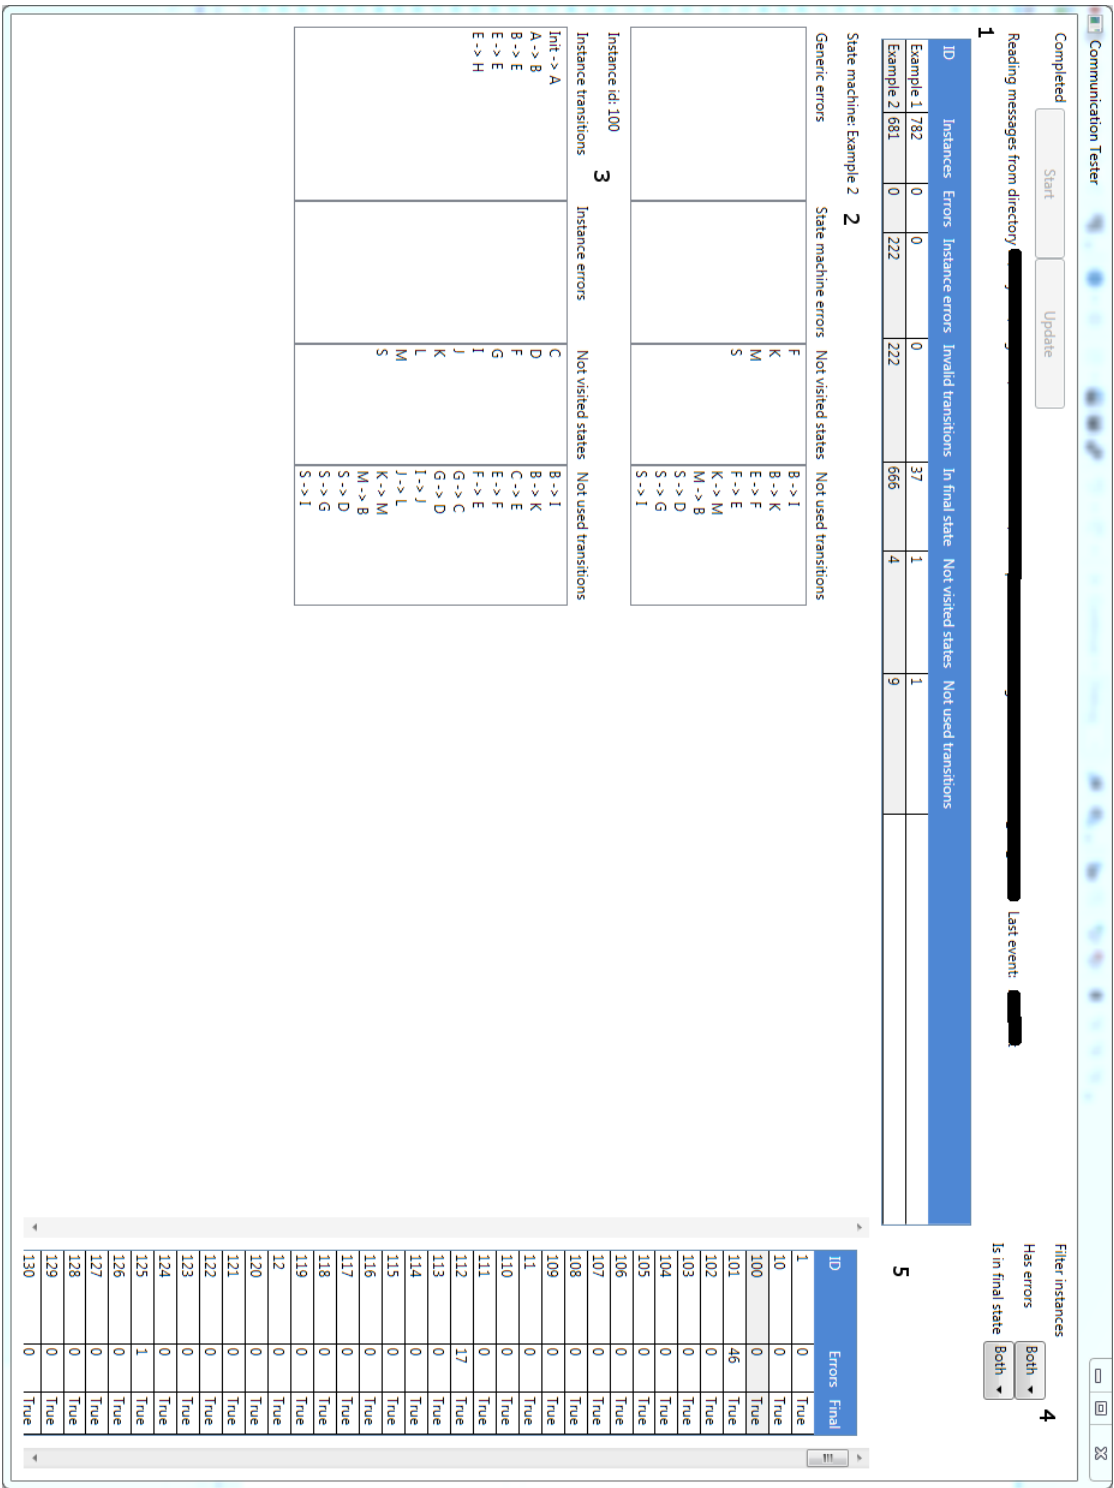 Communication Tester
Completed Start Update
Filter instances
Has errors Both 4
Is in final state Both
Reading messages from directory Last event:
1
ID Instances Errors Instance errors Invalid transitions In final state Not visited states Not used transitions
Example 1 782 0 0 0 37 1 1
Example 2 681 0 222 222 666 4 9
5
State machine: Example 2 2
Generic errors State machine errors Not visited states Not used transitions
F B -> I
K B -> K
M E -> F
S F -> E
K -> M
M -> B
S -> D
S -> G
S -> I
Instance id: 100 3
Instance transitions Instance errors Not visited states Not used transitions
Init -> A C B -> I
A -> B D B -> K
B -> E F C -> E
E -> E G E -> F
E -> H I F -> E
J G -> C
K G -> D
L I -> J
M J -> L
S K -> M
M -> B
S -> D
S -> G
S -> I
ID Errors Final
1 0 True
10 0 True
100 0 True
101 46 True
102 0 True
103 0 True
104 0 True
105 0 True
106 0 True
107 0 True
108 0 True
109 0 True
11 0 True
110 0 True
111 0 True
112 17 True
113 0 True
114 0 True
115 0 True
116 0 True
117 0 True
118 0 True
119 0 True
12 0 True
120 0 True
121 0 True
122 0 True
123 0 True
124 0 True
125 1 True
126 0 True
127 0 True
128 0 True
129 0 True
130 0 True